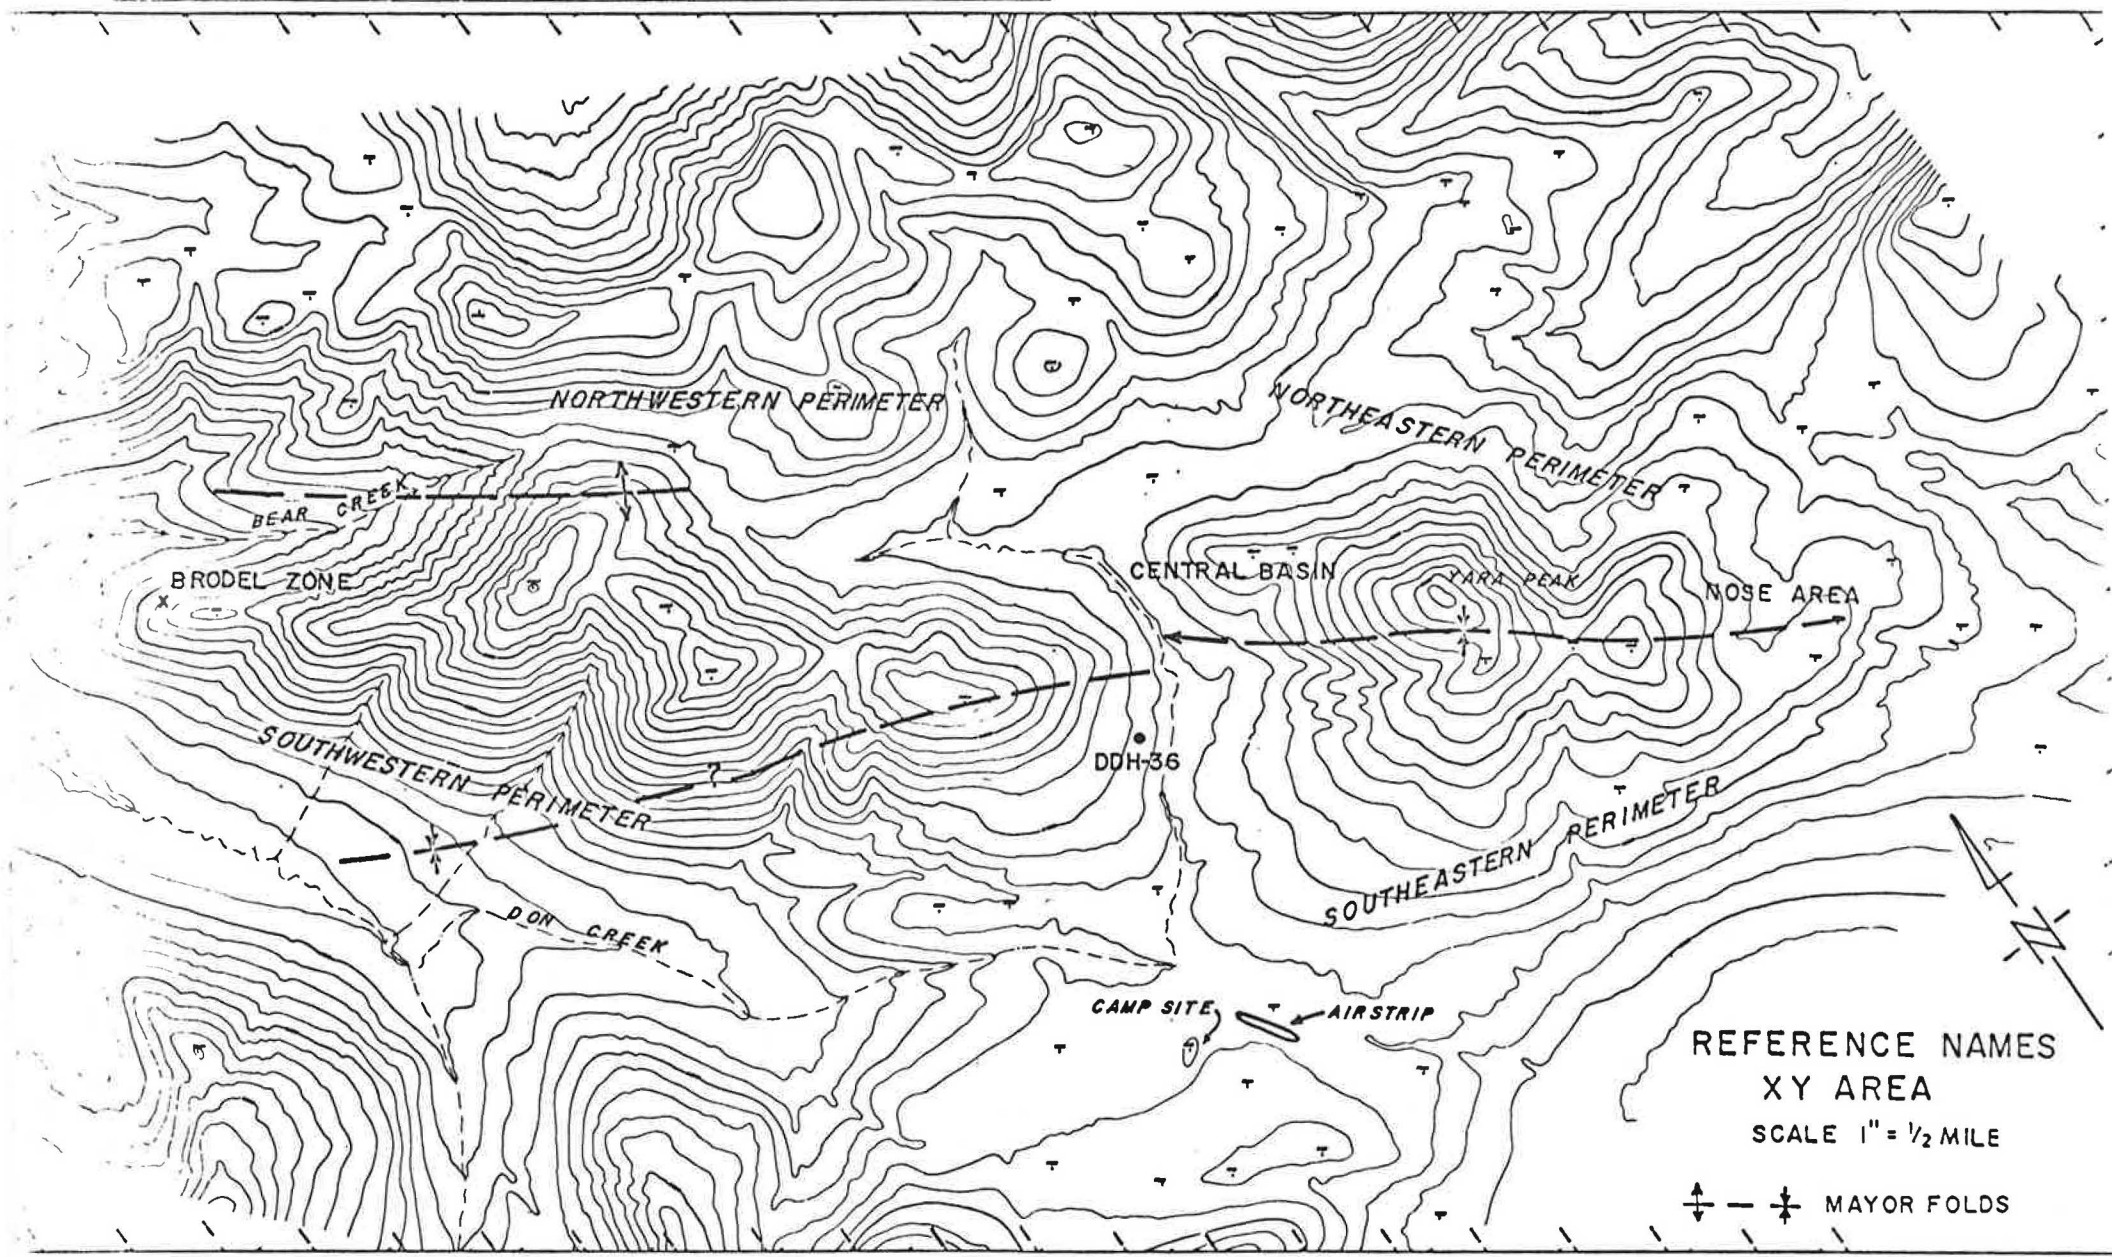 NORTHWESTERN PERIMETER
NORTHEASTERN PERIMETER
BEAR CREEK
BRODEL ZONE
X
CENTRAL BASIN
YARA PEAK
NOSE AREA
?
DDH-36
SOUTHWESTERN PERIMETER
SOUTHEASTERN PERIMETER
DON CREEK
CAMP SITE
AIRSTRIP
N
REFERENCE NAMES
XY AREA
SCALE 1" = 1/2 MILE
MAYOR FOLDS